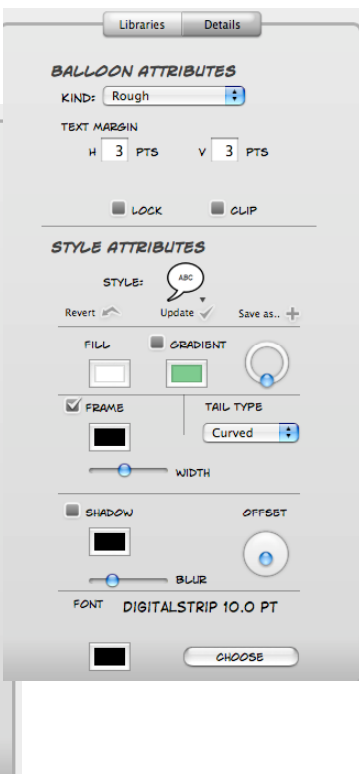 Libraries Details
BALLOON ATTRIBUTES
KIND: Rough
TEXT MARGIN
H 3 PTS V 3 PTS
LOCK CLIP
STYLE ATTRIBUTES
STYLE: ABC
Revert Update Save as..
FILL GRADIENT
FRAME TAIL TYPE
Curved
WIDTH
SHADOW OFFSET
BLUR
FONT DIGITALSTRIP 10.0 PT
CHOOSE